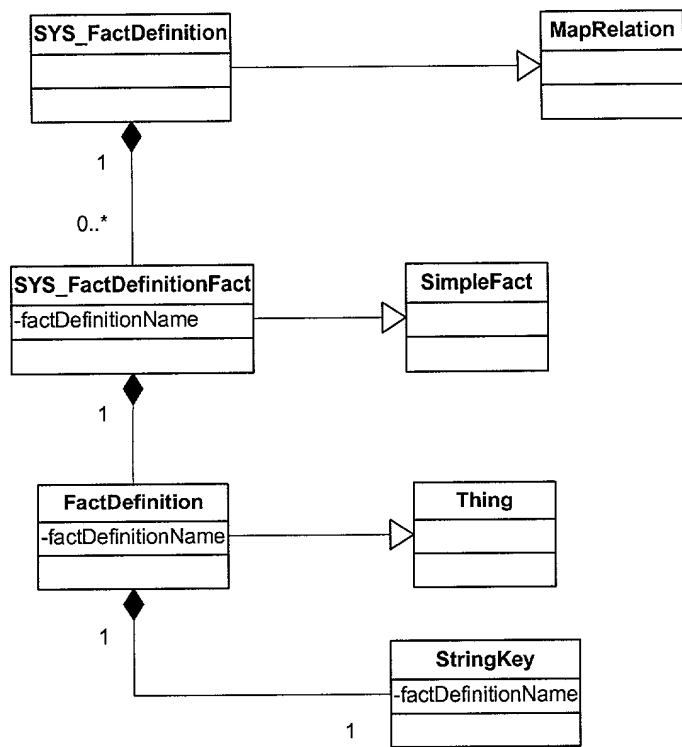 SYS_FactDefinition
MapRelation
1
0..*
SYS_FactDefinitionFact
-factDefinitionName
SimpleFact
1
FactDefinition
-factDefinitionName
Thing
1
StringKey
-factDefinitionName
1